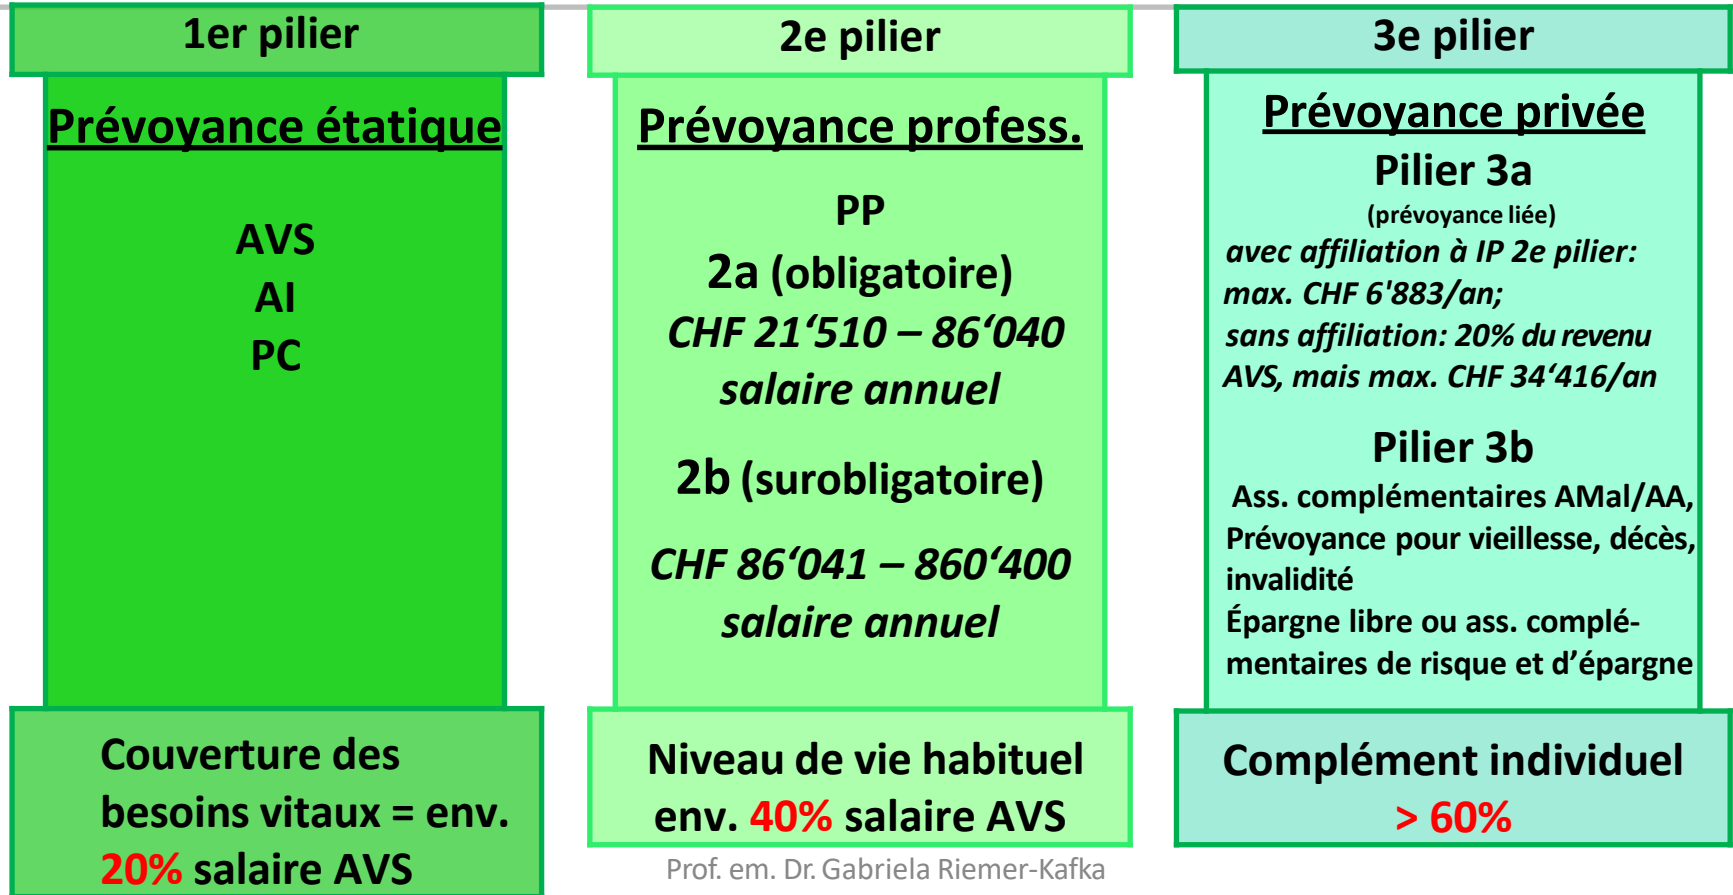 1er pilier
Prévoyance étatique
AVS
AI
PC
Couverture des
besoins vitaux = env.
20% salaire AVS
2e pilier
Prévoyance profess.
PP
2a (obligatoire)
CHF 21‘510 – 86‘040
salaire annuel
2b (surobligatoire)
CHF 86‘041 – 860‘400
salaire annuel
Niveau de vie habituel
env. 40% salaire AVS
3e pilier
Prévoyance privée
Pilier 3a
(prévoyance liée)
avec affiliation à IP 2e pilier:
max. CHF 6'883/an;
sans affiliation: 20% du revenu
AVS, mais max. CHF 34‘416/an
Pilier 3b
Ass. complémentaires AMal/AA,
Prévoyance pour vieillesse, décès,
invalidité
Épargne libre ou ass. complé-
mentaires de risque et d’épargne
Complément individuel
> 60%
Prof. em. Dr. Gabriela Riemer-Kafka